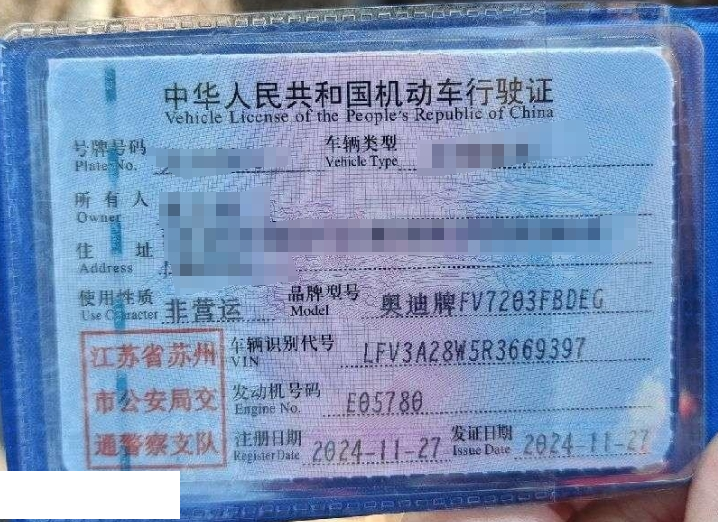 中华人民共和国机动车行驶证
Vehicle License of the People's Republic of China
号牌号码 车辆类型
Plate No. Vehicle Type
所有人
Owner
住址
Address
使用性质 非营运 品牌型号 奥迪牌FV7203FBDEG
Use Character Model
江苏省苏州 车辆识别代号 LFV3A28W5R3669397
VIN
市公安局交 发动机号码 E05780
Engine No.
通警察支队 注册日期 2024-11-27 发证日期 2024-11-27
Register Date Issue Date